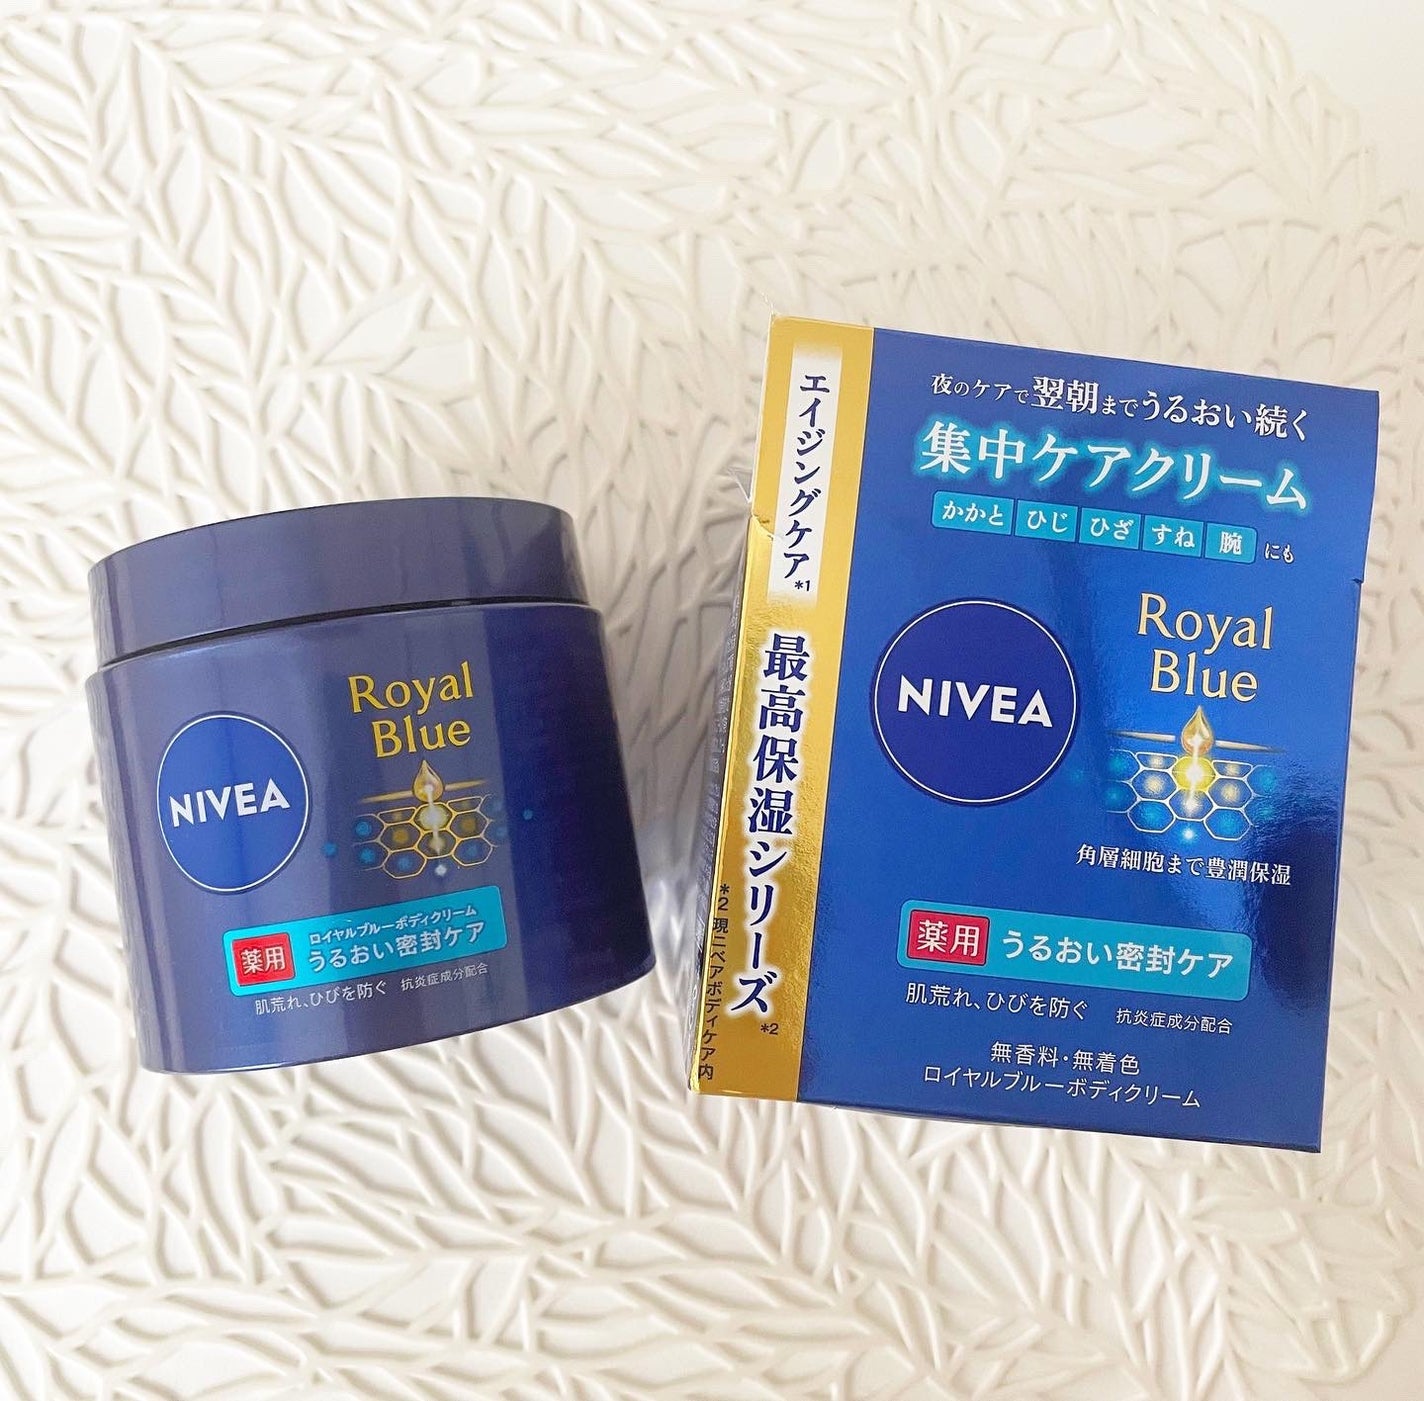 Royal
Blue
NIVEA
薬用
ロイヤルブルーボディクリーム
うるおい密封ケア
肌荒れ、ひびを防ぐ 抗炎症成分配合
エイジングケア*1
最高保湿シリーズ*2
*2 現ニベアボディケア内
夜のケアで翌朝までうるおい続く
集中ケアクリーム
かかと ひじ ひざ すね 腕 にも
Royal
Blue
NIVEA
角層細胞まで豊潤保湿
薬用 うるおい密封ケア
肌荒れ、ひびを防ぐ 抗炎症成分配合
無香料・無着色
ロイヤルブルーボディクリーム